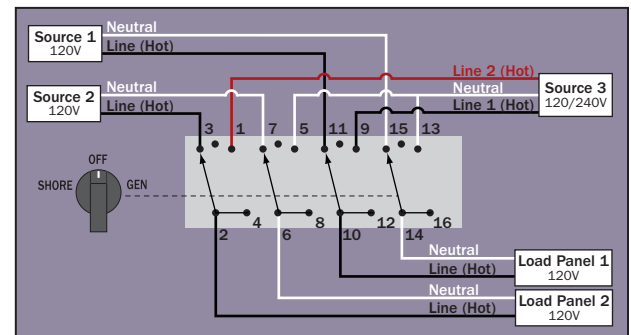 Source 1
120V
Neutral
Line (Hot)
Source 2
120V
Neutral
Line (Hot)
Line 2 (Hot)
Neutral
Line 1 (Hot)
Source 3
120/240V
3 1 7 5 11 9 15 13
OFF
SHORE
GEN
4 8 12 16
2 6 10 14
Neutral
Line (Hot)
Load Panel 1
120V
Neutral
Line (Hot)
Load Panel 2
120V